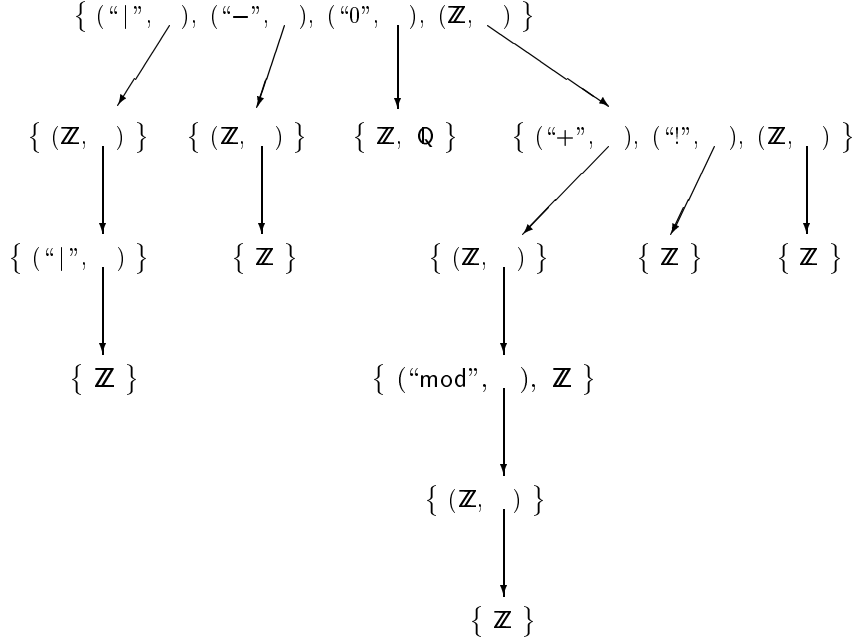 { (“|”, ), (“−”, ), (“0”, ), (ℤ, ) }
{ (ℤ, ) } { (ℤ, ) } { ℤ, ℚ } { (“+”, ), (“!”, ), (ℤ, ) }
{ (“|”, ) } { ℤ } { (ℤ, ) } { ℤ } { ℤ }
{ ℤ } { (“mod”, ), ℤ }
{ (ℤ, ) }
{ ℤ }